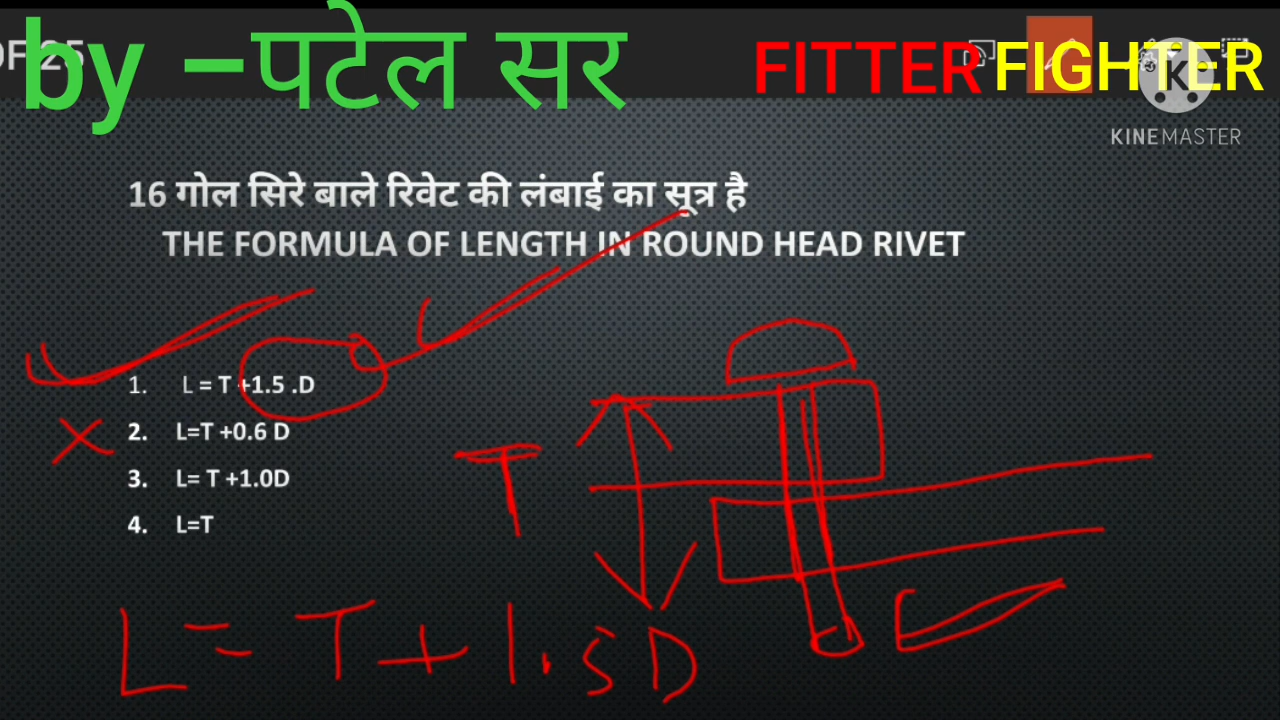 by –पटेल सर
FITTER FIGHTER
KINEMASTER
16 गोल सिरे बाले रिवेट की लंबाई का सूत्र है
THE FORMULA OF LENGTH IN ROUND HEAD RIVET
1. L = T +1.5 .D
2. L=T +0.6 D
3. L= T +1.0D
4. L=T
T
L = T + 1.5D